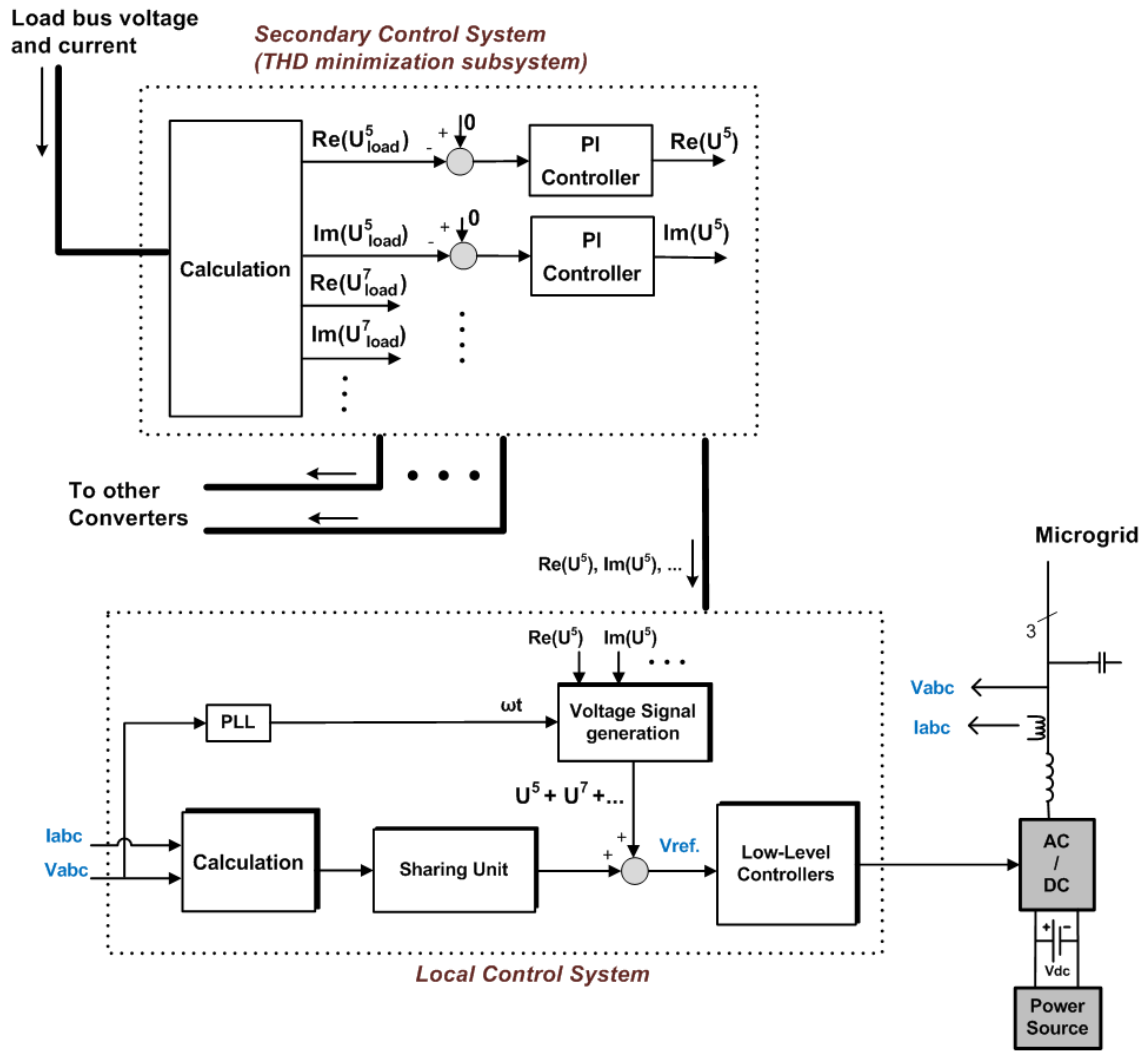 Load bus voltage
and current
Secondary Control System
(THD minimization subsystem)
Calculation
Re(U⁵load)
- + 0
PI
Controller
Re(U⁵)
Im(U⁵load)
- + 0
PI
Controller
Im(U⁵)
Re(U⁷load)
Im(U⁷load)
To other
Converters
Re(U⁵), Im(U⁵), ...
Microgrid
3
Vabc
Iabc
Re(U⁵) Im(U⁵)
PLL
ωt
Voltage Signal
generation
U⁵ + U⁷ +...
Iabc
Vabc
Calculation
Sharing Unit
+
+
Vref.
Low-Level
Controllers
AC
/
DC
+ -
Vdc
Power
Source
Local Control System